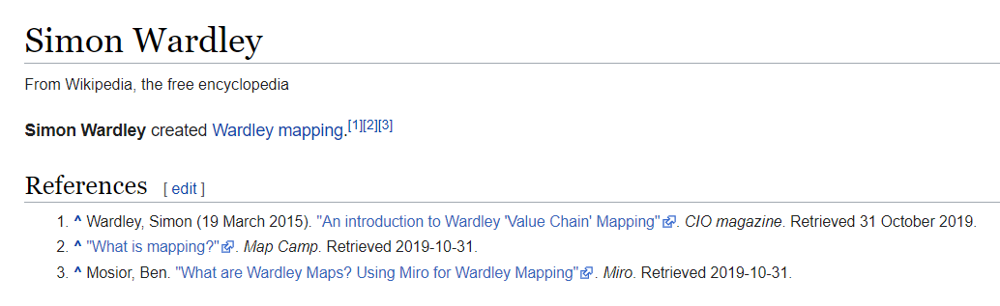 Simon Wardley
From Wikipedia, the free encyclopedia
Simon Wardley created Wardley mapping.[1][2][3]
References [ edit ]
1. ^ Wardley, Simon (19 March 2015). "An introduction to Wardley 'Value Chain' Mapping". CIO magazine. Retrieved 31 October 2019.
2. ^ "What is mapping?". Map Camp. Retrieved 2019-10-31.
3. ^ Mosior, Ben. "What are Wardley Maps? Using Miro for Wardley Mapping". Miro. Retrieved 2019-10-31.